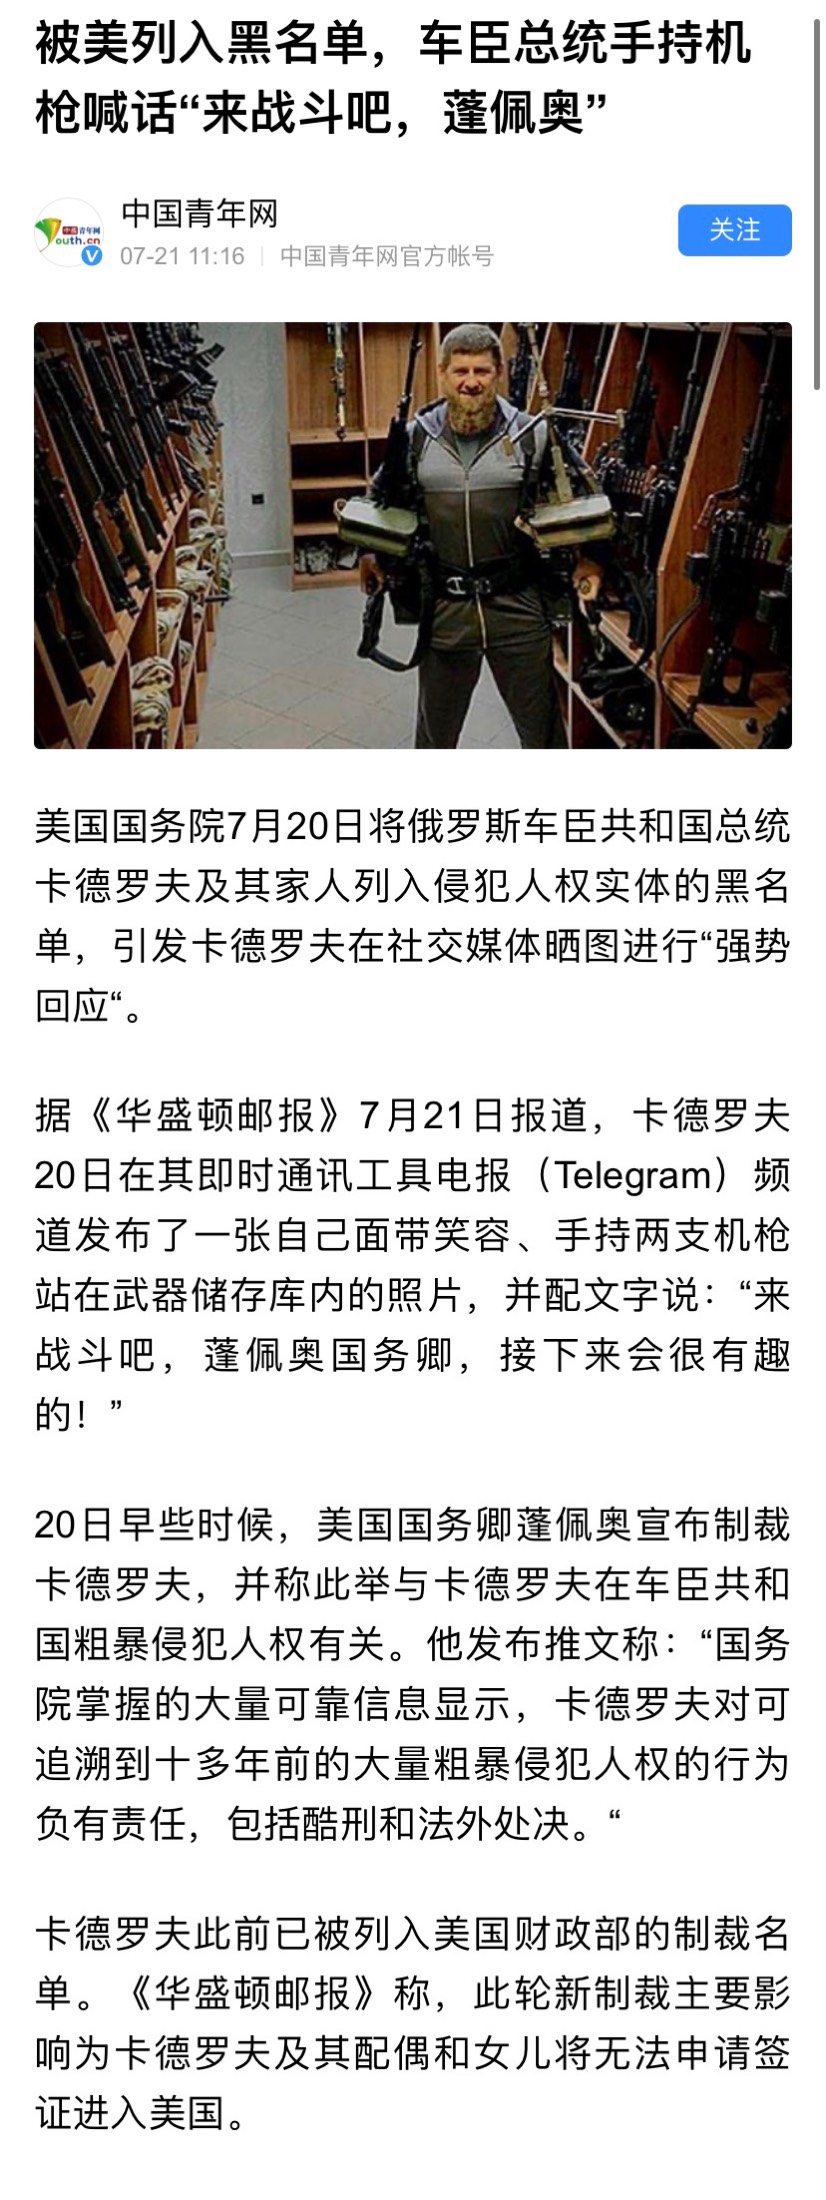 被美列入黑名单，车臣总统手持机
枪喊话“来战斗吧，蓬佩奥”
中国青年网
中国青年网
outh.cn
07-21 11:16 | 中国青年网官方帐号
关注
美国国务院7月20日将俄罗斯车臣共和国总统
卡德罗夫及其家人列入侵犯人权实体的黑名
单，引发卡德罗夫在社交媒体晒图进行“强势
回应“。
据《华盛顿邮报》7月21日报道，卡德罗夫
20日在其即时通讯工具电报（Telegram）频
道发布了一张自己面带笑容、手持两支机枪
站在武器储存库内的照片，并配文字说：“来
战斗吧，蓬佩奥国务卿，接下来会很有趣
的！”
20日早些时候，美国国务卿蓬佩奥宣布制裁
卡德罗夫，并称此举与卡德罗夫在车臣共和
国粗暴侵犯人权有关。他发布推文称：“国务
院掌握的大量可靠信息显示，卡德罗夫对可
追溯到十多年前的大量粗暴侵犯人权的行为
负有责任，包括酷刑和法外处决。“
卡德罗夫此前已被列入美国财政部的制裁名
单。《华盛顿邮报》称，此轮新制裁主要影
响为卡德罗夫及其配偶和女儿将无法申请签
证进入美国。